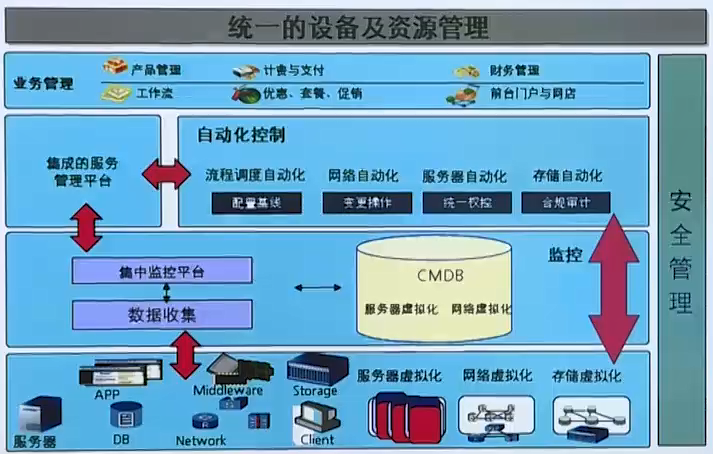 统一的设备及资源管理
业务管理
产品管理
计费与支付
财务管理
工作流
优惠、套餐、促销
前台门户与网店
集成的服务
管理平台
自动化控制
流程调度自动化
网络自动化
服务器自动化
存储自动化
配置基线
变更操作
统一权控
合规审计
安全管理
监控
集中监控平台
数据收集
CMDB
服务器虚拟化
网络虚拟化
APP
Middleware
Storage
服务器虚拟化
网络虚拟化
存储虚拟化
服务器
DB
Network
Client